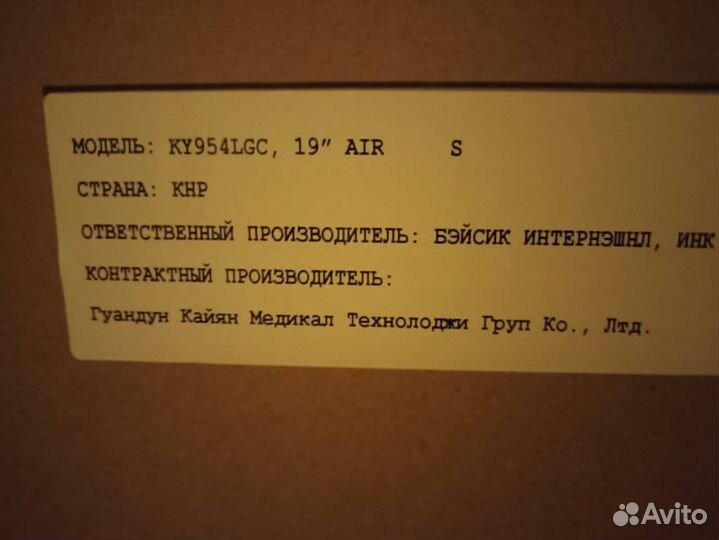 МОДЕЛЬ: KY954LGC, 19" AIR S
СТРАНА: КНР
ОТВЕТСТВЕННЫЙ ПРОИЗВОДИТЕЛЬ: БЭЙСИК ИНТЕРНЭШНЛ, ИНК
КОНТРАКТНЫЙ ПРОИЗВОДИТЕЛЬ:
Гуандун Кайян Медикал Технолоджи Груп Ко., Лтд.
Avito